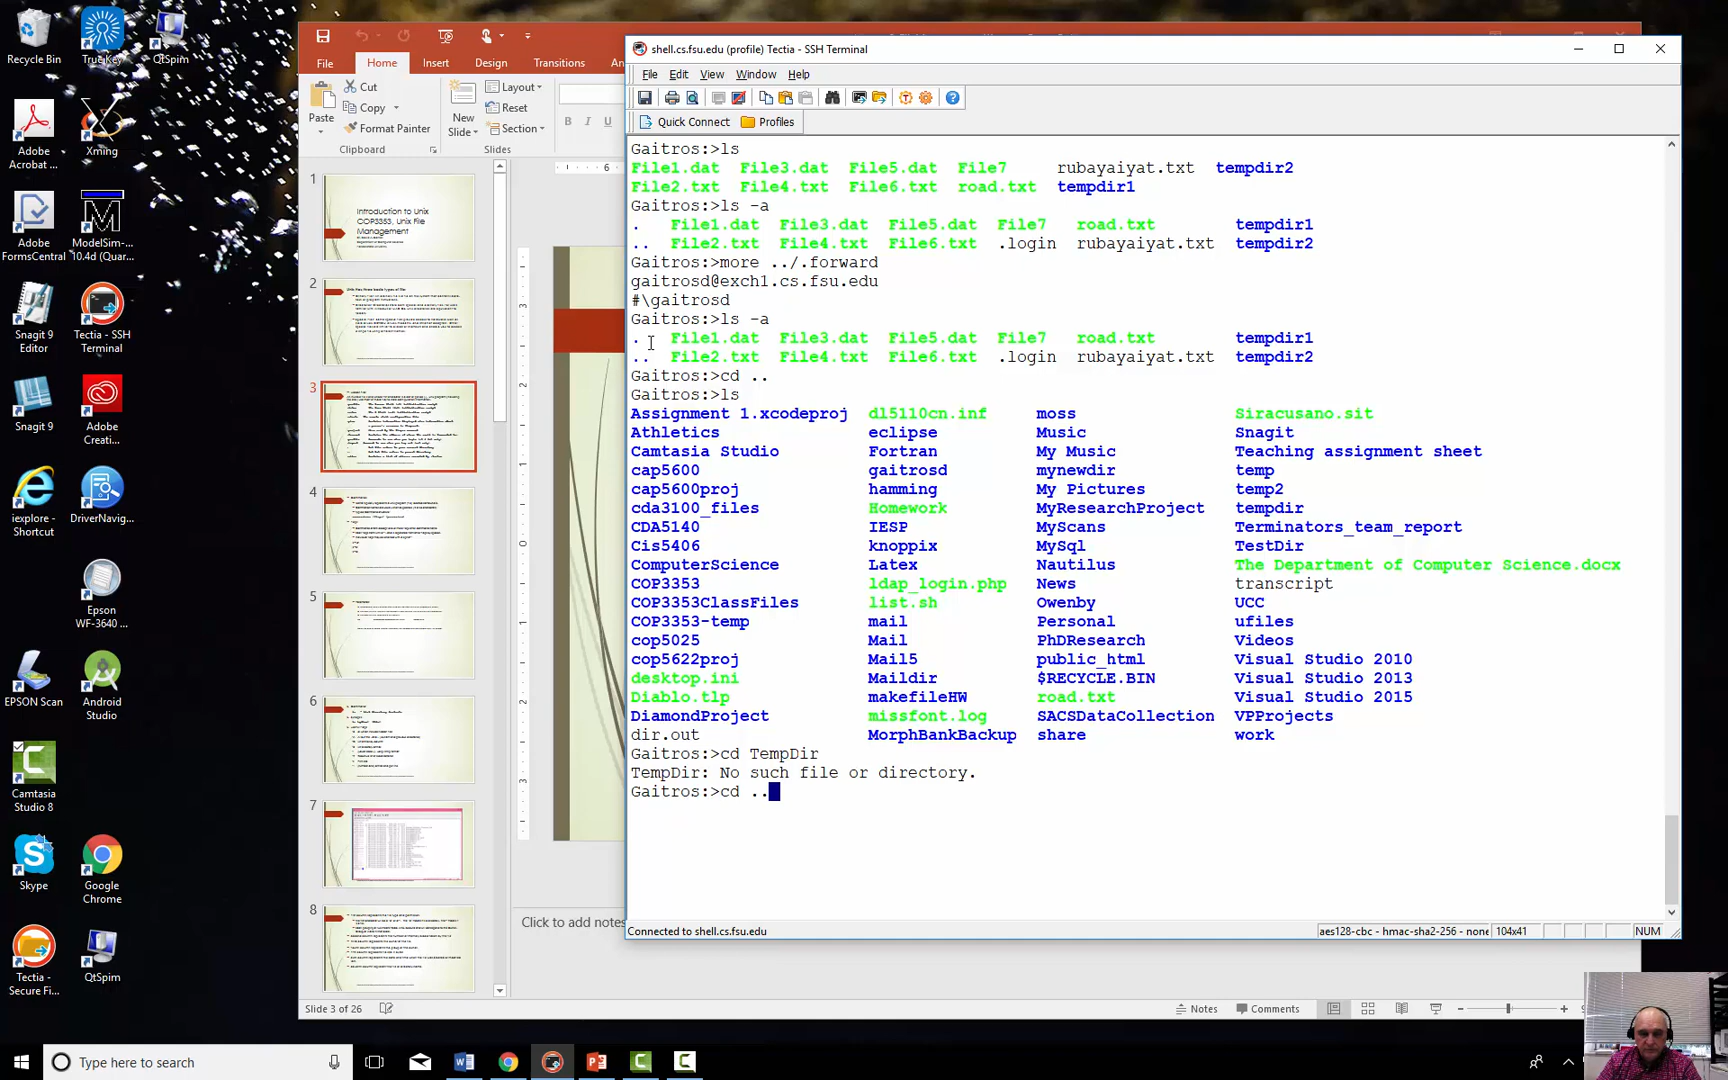 Recycle Bin
True Key
QtSpim
Adobe
Acrobat ...
Xming
Adobe
FormsCentral
ModelSim-...
10.4d (Quar...
Snagit 9
Editor
Tectia - SSH
Terminal
Snagit 9
Adobe
Creati...
iexplore -
Shortcut
DriverNavig...
Epson
WF-3640 ...
EPSON Scan
Android
Studio
Camtasia
Studio 8
Skype
Google
Chrome
Tectia -
Secure Fi...
QtSpim
File Home Insert Design Transitions An
Paste
Cut
Copy
Format Painter
Clipboard
New
Slide
Layout
Reset
Section
Slides
B I U
6
1
Introduction to Unix
COP3353, Unix File
Management
2
3
4
5
6
7
8
Click to add notes
Slide 3 of 26
Notes
Comments
shell.cs.fsu.edu (profile) Tectia - SSH Terminal
File Edit View Window Help
Quick Connect Profiles
Gaitros:>ls
File1.dat File3.dat File5.dat File7 rubayaiyat.txt tempdir2
File2.txt File4.txt File6.txt road.txt tempdir1
Gaitros:>ls -a
. File1.dat File3.dat File5.dat File7 road.txt tempdir1
.. File2.txt File4.txt File6.txt .login rubayaiyat.txt tempdir2
Gaitros:>more ../.forward
gaitrosd@exch1.cs.fsu.edu
#\gaitrosd
Gaitros:>ls -a
. File1.dat File3.dat File5.dat File7 road.txt tempdir1
.. File2.txt File4.txt File6.txt .login rubayaiyat.txt tempdir2
Gaitros:>cd ..
Gaitros:>ls
Assignment 1.xcodeproj dl5110cn.inf moss Siracusano.sit
Athletics eclipse Music Snagit
Camtasia Studio Fortran My Music Teaching assignment sheet
cap5600 gaitrosd mynewdir temp
cap5600proj hamming My Pictures temp2
cda3100_files Homework MyResearchProject tempdir
CDA5140 IESP MyScans Terminators_team_report
Cis5406 knoppix MySql TestDir
ComputerScience Latex Nautilus The Department of Computer Science.docx
COP3353 ldap_login.php News transcript
COP3353ClassFiles list.sh Owenby UCC
COP3353-temp mail Personal ufiles
cop5025 Mail PhDResearch Videos
cop5622proj Mail5 public_html Visual Studio 2010
desktop.ini Maildir $RECYCLE.BIN Visual Studio 2013
Diablo.tlp makefileHW road.txt Visual Studio 2015
DiamondProject missfont.log SACSDataCollection VPProjects
dir.out MorphBankBackup share work
Gaitros:>cd TempDir
TempDir: No such file or directory.
Gaitros:>cd ..
Connected to shell.cs.fsu.edu
aes128-cbc - hmac-sha2-256 - none
104x41
NUM
Type here to search